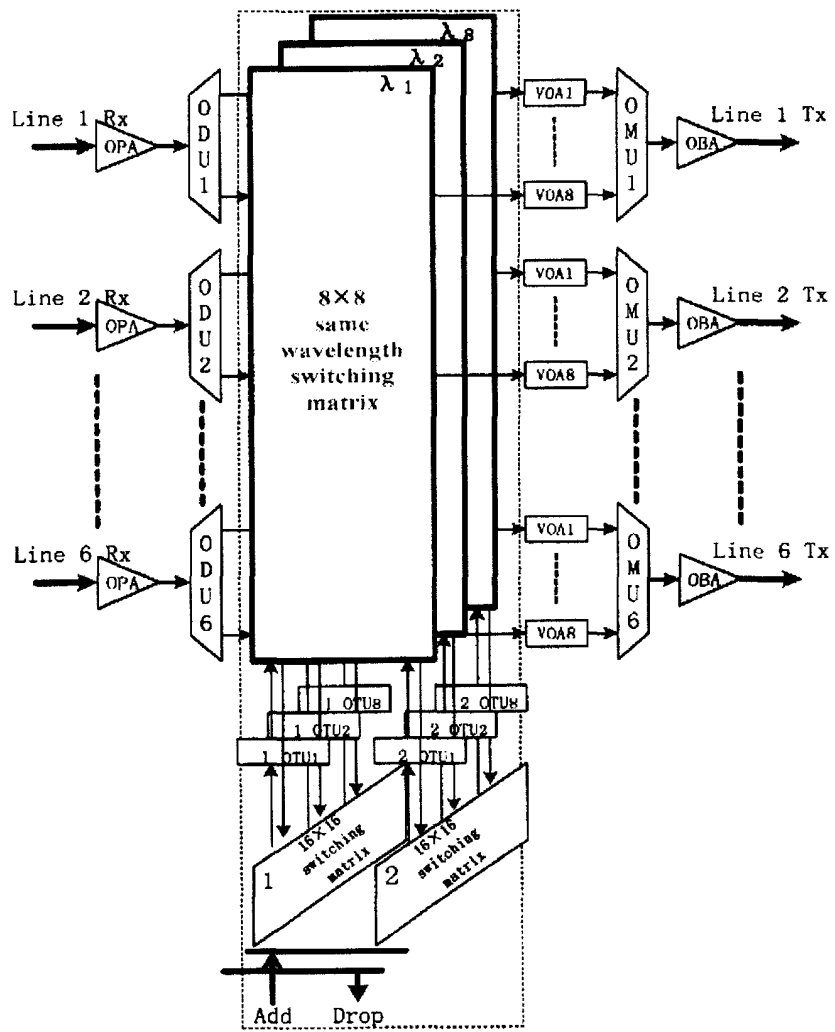 λ 8
λ 2
λ 1
Line 1 Rx
OPA
ODU1
VOA1
VOA8
OMU1
OBA
Line 1 Tx
Line 2 Rx
OPA
ODU2
8×8
same
wavelength
switching
matrix
VOA1
VOA8
OMU2
OBA
Line 2 Tx
Line 6 Rx
OPA
ODU6
VOA1
VOA8
OMU6
OBA
Line 6 Tx
1 OTU8
1 OTU2
1 OTU1
2 OTU8
2 OTU2
2 OTU1
16×16
switching
matrix
1
16×16
switching
matrix
2
Add
Drop